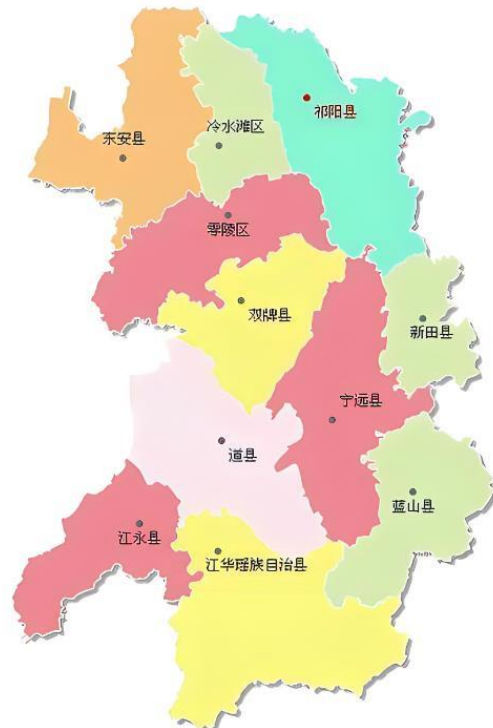 祁阳县
冷水滩区
东安县
零陵区
双牌县
新田县
宁远县
道县
蓝山县
江永县
江华瑶族自治县